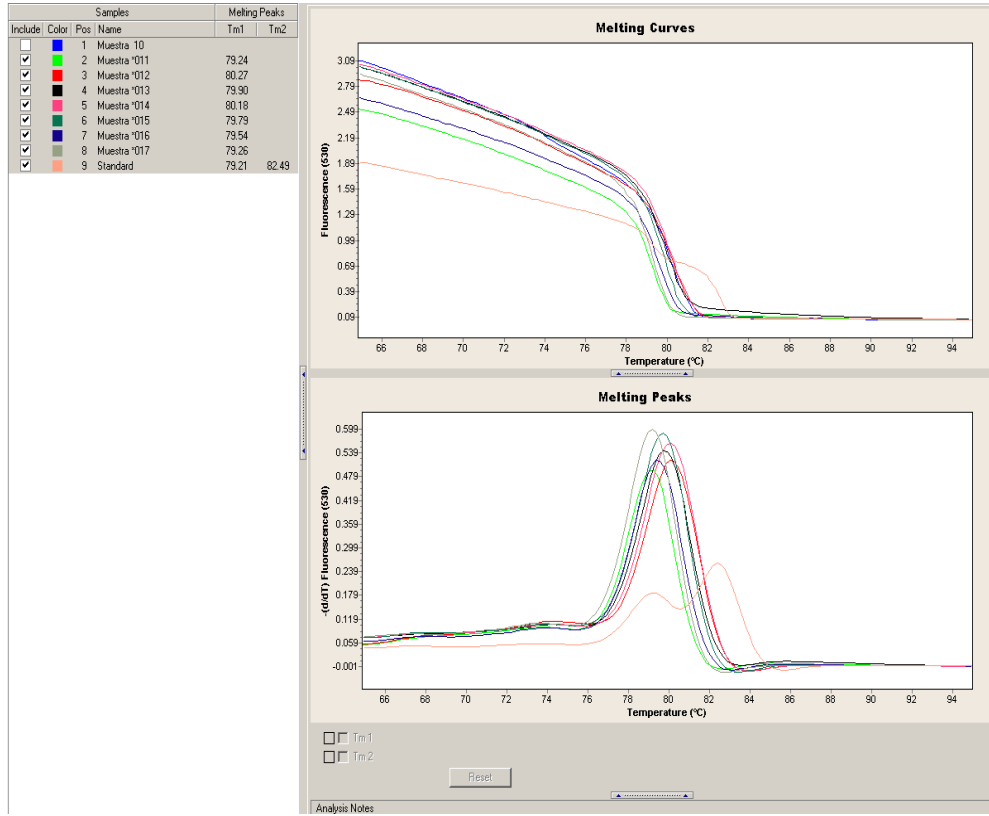 Samples Melting Peaks
Include Color Pos Name Tm1 Tm2
1 Muestra 10
2 Muestra *011 79.24
3 Muestra *012 80.27
4 Muestra *013 79.90
5 Muestra *014 80.18
6 Muestra *015 79.79
7 Muestra *016 79.54
8 Muestra *017 79.26
9 Standard 79.21 82.49
Melting Curves
Fluorescence (530)
3.09
2.79
2.49
2.19
1.89
1.59
1.29
0.99
0.69
0.39
0.09
66 68 70 72 74 76 78 80 82 84 86 88 90 92 94
Temperature (°C)
Melting Peaks
-(d/dT) Fluorescence (530)
0.599
0.539
0.479
0.419
0.359
0.299
0.239
0.179
0.119
0.059
-0.001
66 68 70 72 74 76 78 80 82 84 86 88 90 92 94
Temperature (°C)
Tm 1
Tm 2
Reset
Analysis Notes